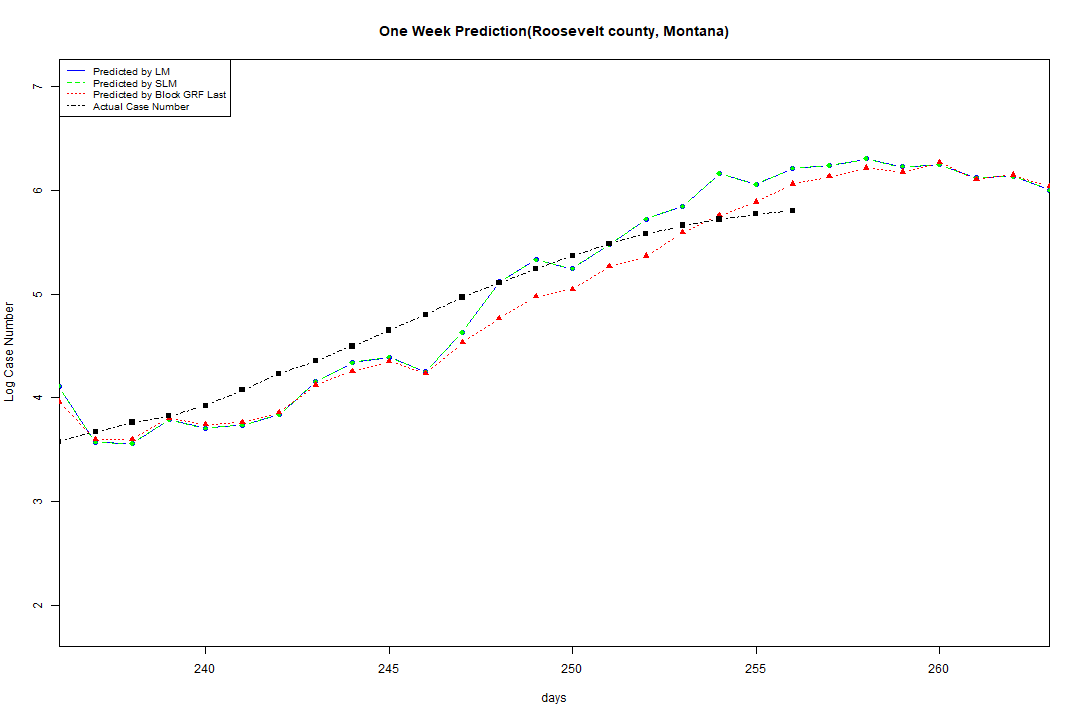 One Week Prediction(Roosevelt county, Montana)
Predicted by LM
Predicted by SLM
Predicted by Block GRF Last
Actual Case Number
7
6
5
4
3
2
Log Case Number
240 245 250 255 260
days